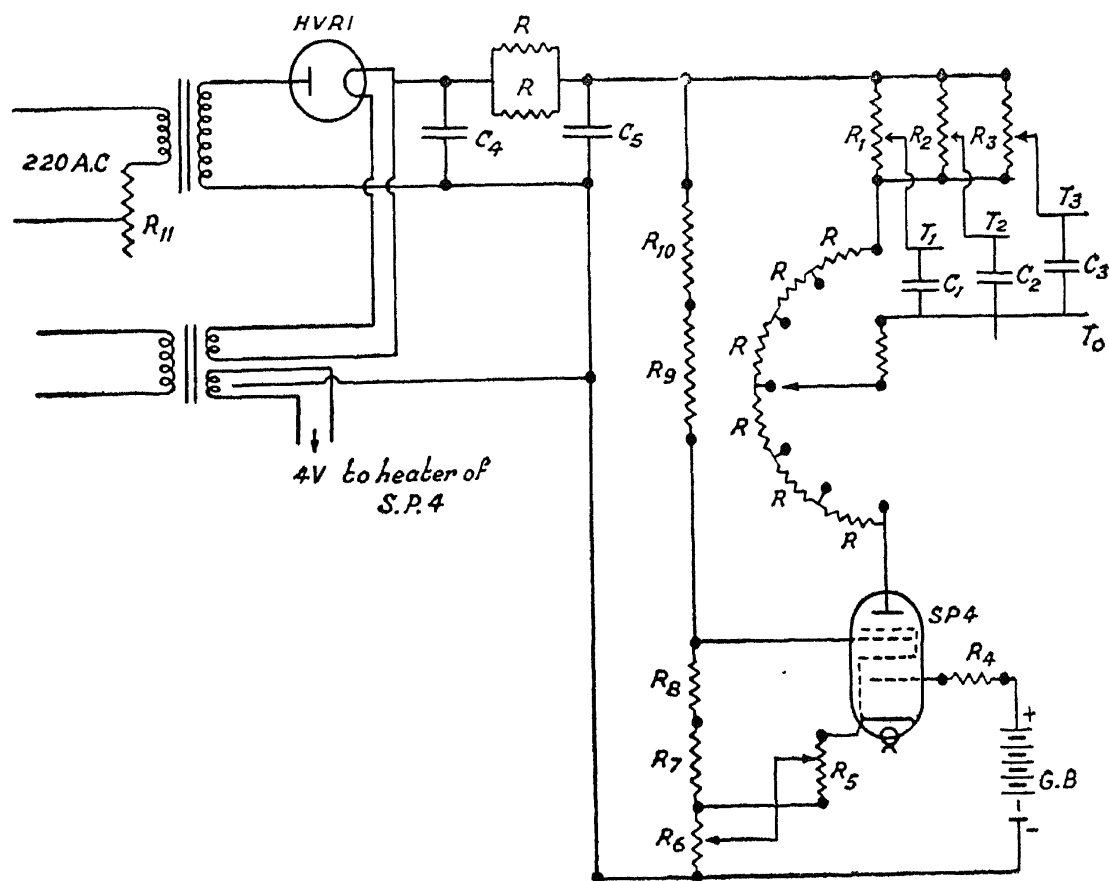 HVR1
R
R
C4
C5
220 A.C
R11
R1
R2
R3
T1
T2
T3
C1
C2
C3
T0
R10
R9
R
R
R
R
R
R
4V to heater of
S.P.4
SP4
R8
R4
R7
R5
+
G.B
R6
-